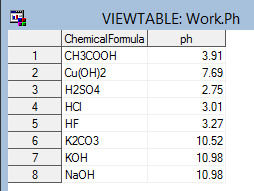 VIEWTABLE: Work.Ph
ChemicalFormula ph
1 CH3COOH 3.91
2 Cu(OH)2 7.69
3 H2SO4 2.75
4 HCl 3.01
5 HF 3.27
6 K2CO3 10.52
7 KOH 10.98
8 NaOH 10.98